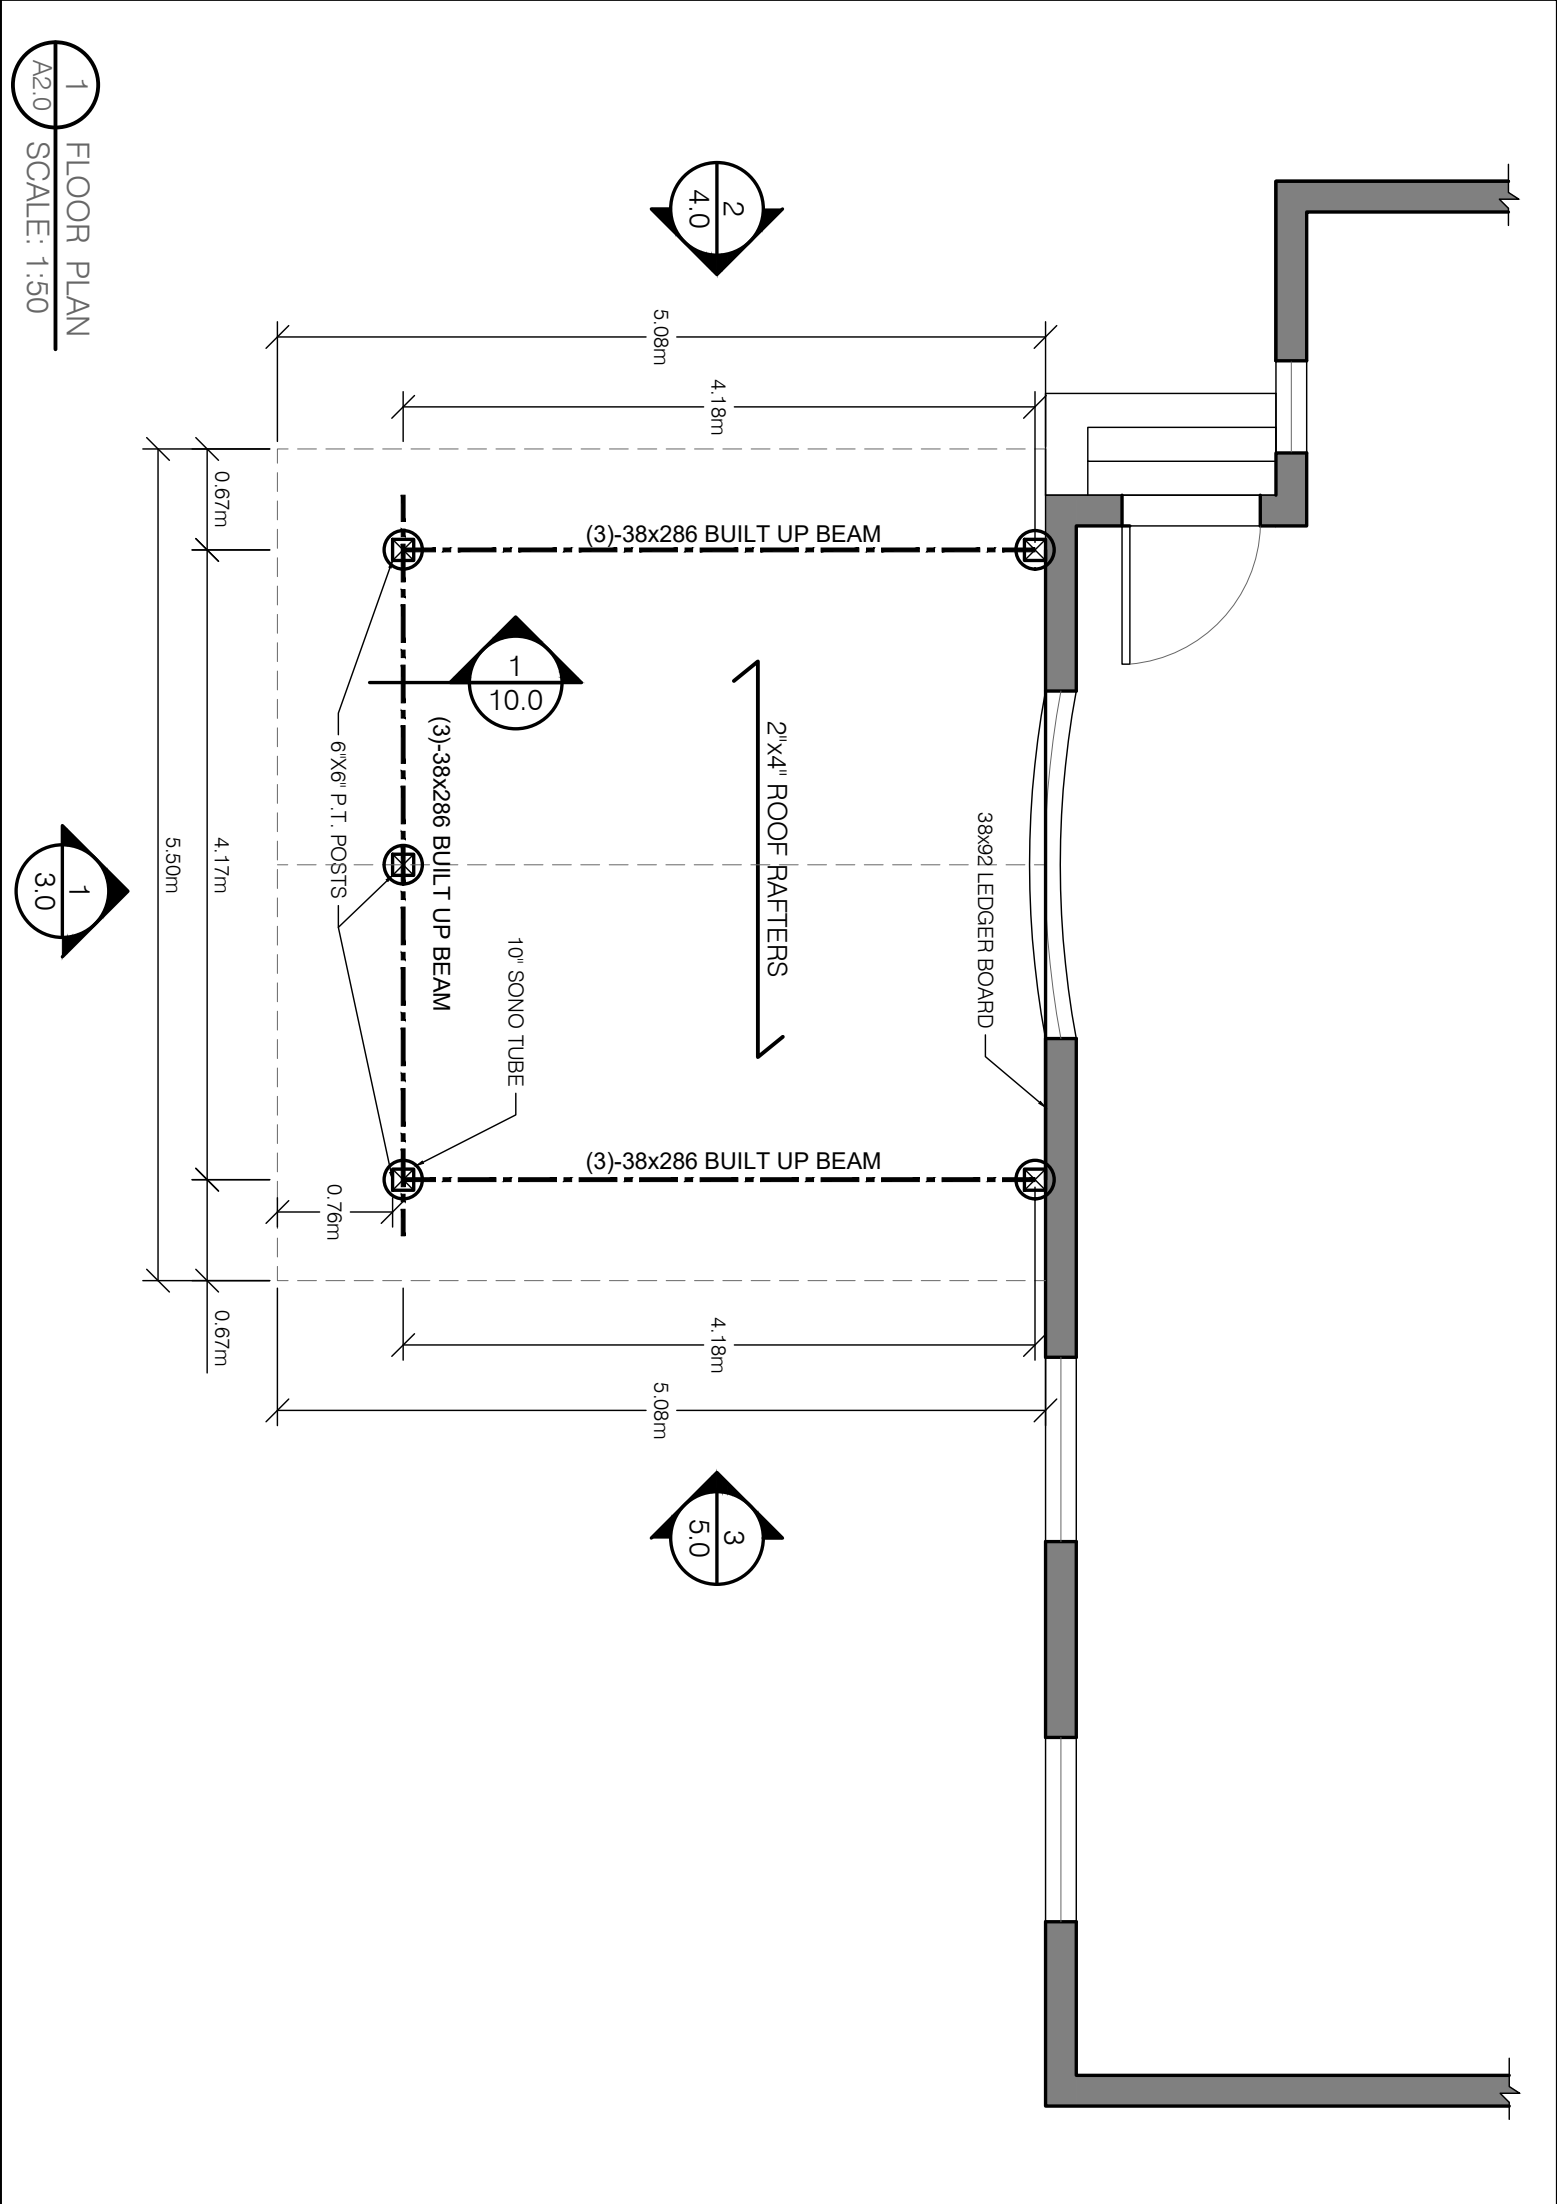 1
A2.0
FLOOR PLAN
SCALE: 1:50
2
4.0
5.08m
4.18m
0.67m
(3)-38x286 BUILT UP BEAM
1
10.0
(3)-38x286 BUILT UP BEAM
6"X6" P.T. POSTS
2"x4" ROOF RAFTERS
38x92 LEDGER BOARD
10" SONO TUBE
4.17m
5.50m
1
3.0
(3)-38x286 BUILT UP BEAM
0.76m
0.67m
4.18m
5.08m
3
5.0